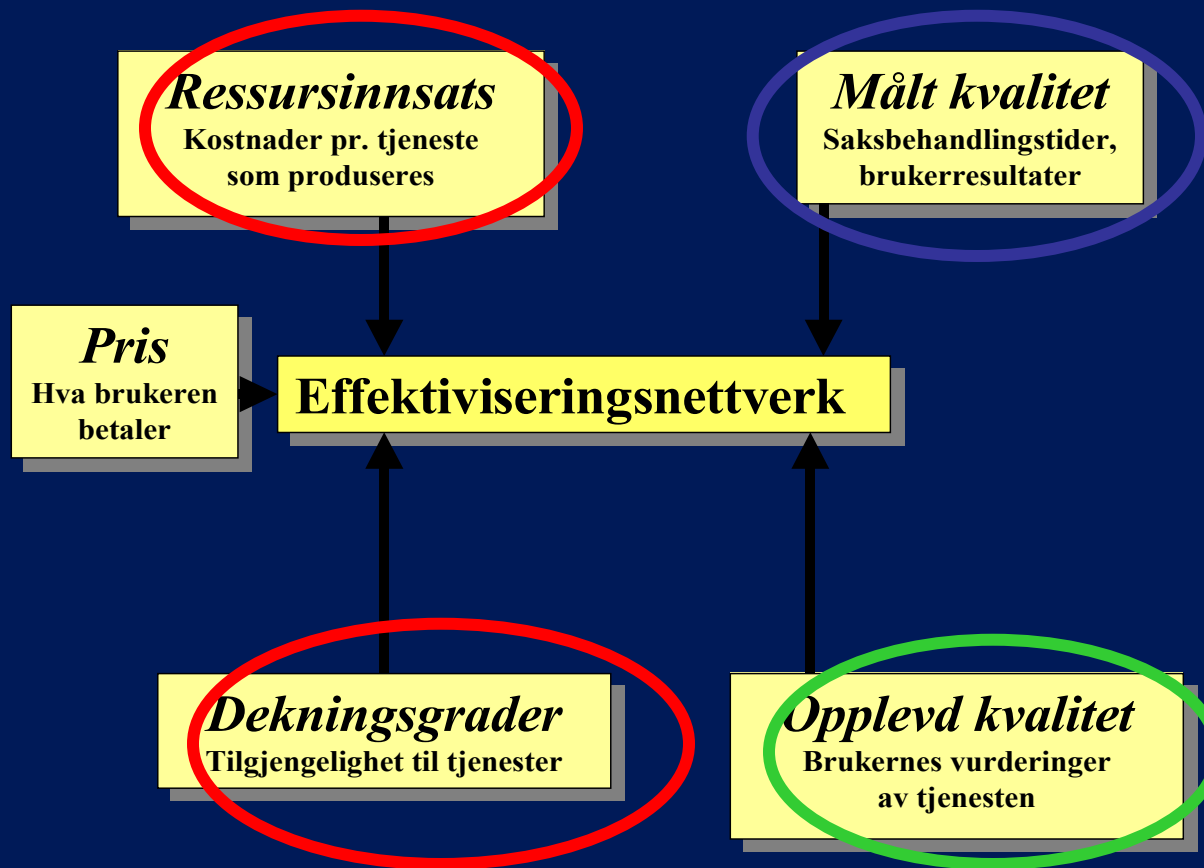 Ressursinnsats
Kostnader pr. tjeneste
som produseres
Målt kvalitet
Saksbehandlingstider,
brukerresultater
Pris
Hva brukeren
betaler
Effektiviseringsnettverk
Dekningsgrader
Tilgjengelighet til tjenester
Opplevd kvalitet
Brukernes vurderinger
av tjenesten